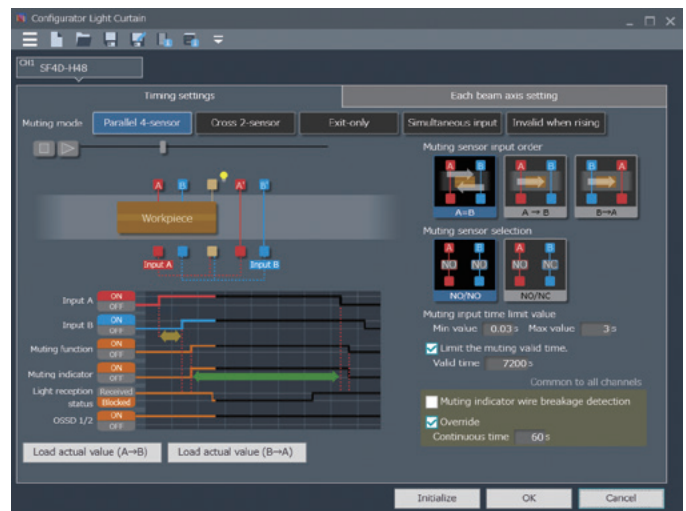 Configurator Light Curtain
CH1 SF4D-H48
Timing settings
Each beam axis setting
Muting mode Parallel 4-sensor Cross 2-sensor Exit-only Simultaneous input Invalid when rising
Muting sensor input order
A B A' B'
Workpiece
Input A Input B
A B A B B A
A=B A → B B→A
Muting sensor selection
A B A B
NO NO NO NC
NO/NO NO/NC
Muting input time limit value
Min value 0.03 s Max value 3 s
Limit the muting valid time.
Valid time 7200 s
Common to all channels
Muting indicator wire breakage detection
Override
Continuous time 60 s
Input A ON
OFF
Input B ON
OFF
Muting function ON
OFF
Muting indicator ON
OFF
Light reception Received
status Blocked
OSSD 1/2 ON
OFF
Load actual value (A→B) Load actual value (B→A)
Initialize OK Cancel